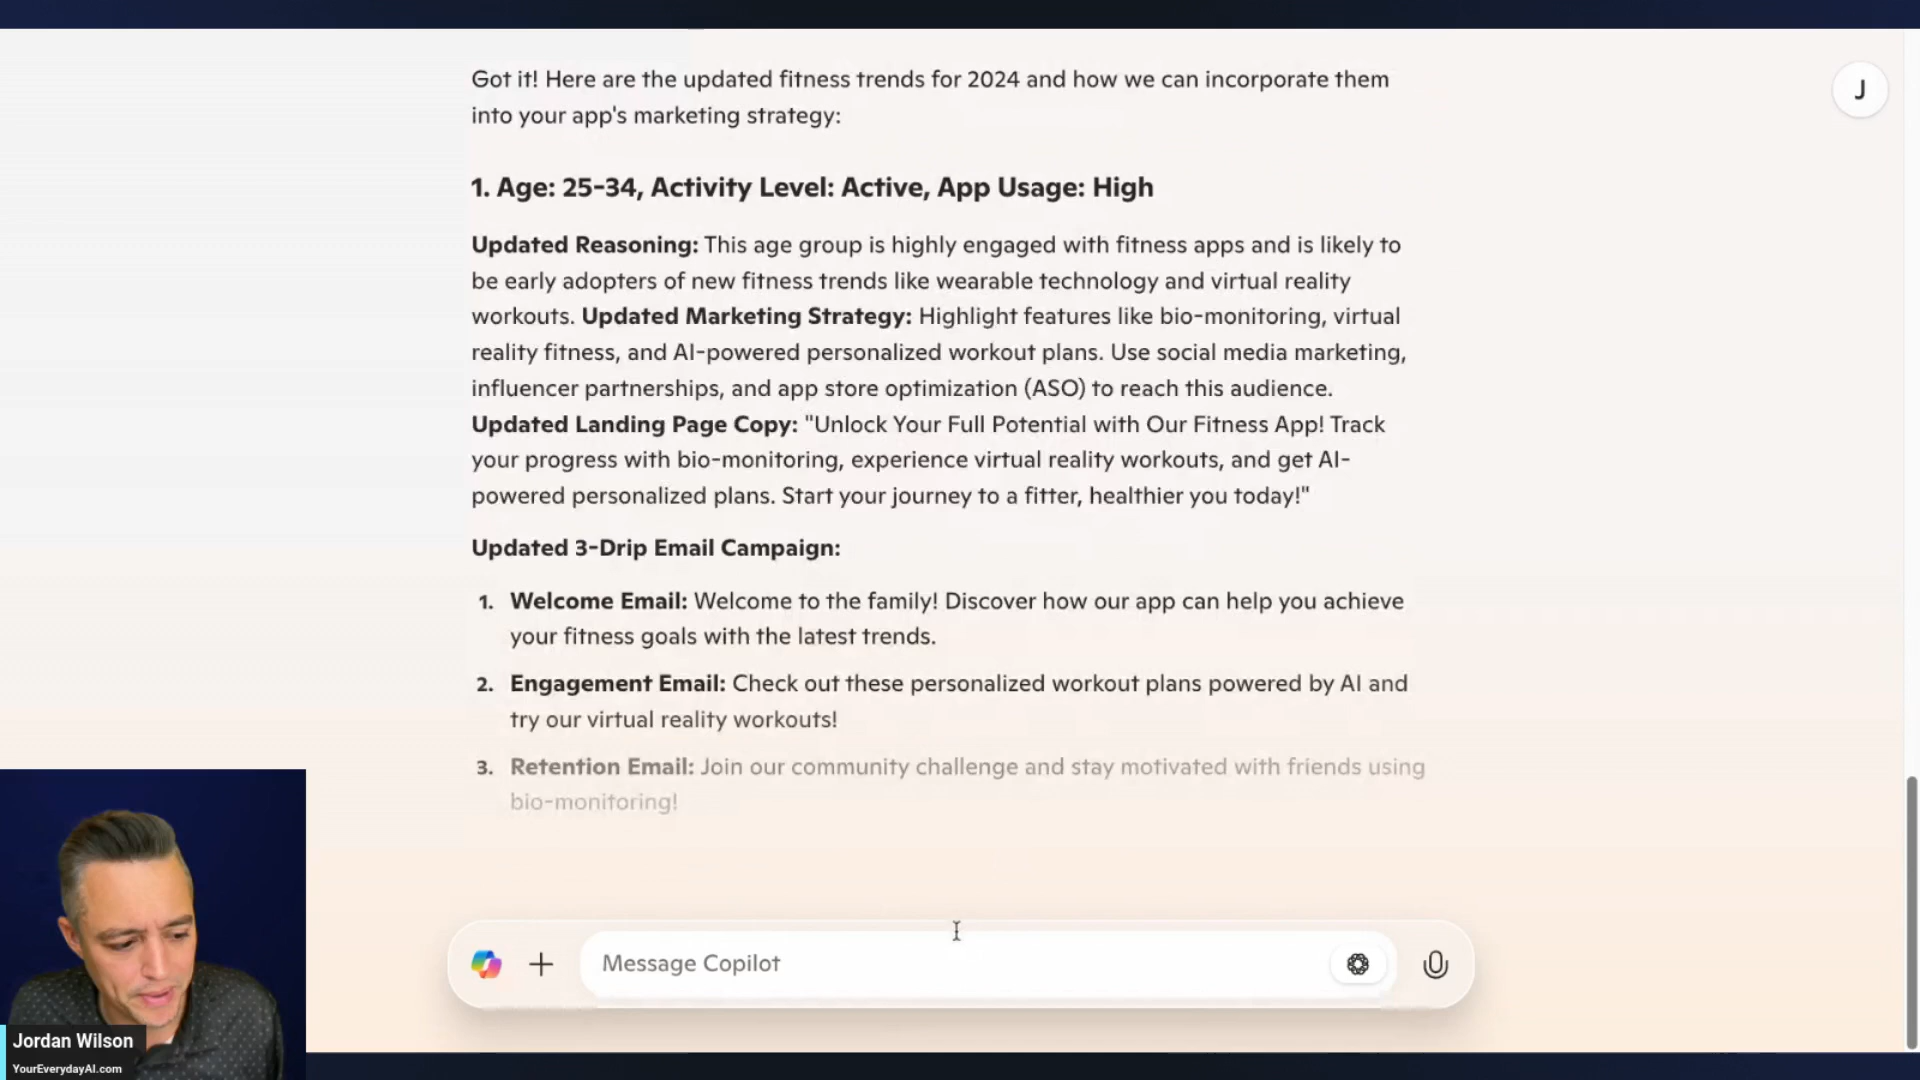 Got it! Here are the updated fitness trends for 2024 and how we can incorporate them
into your app's marketing strategy:
J
1. Age: 25-34, Activity Level: Active, App Usage: High
Updated Reasoning: This age group is highly engaged with fitness apps and is likely to
be early adopters of new fitness trends like wearable technology and virtual reality
workouts. Updated Marketing Strategy: Highlight features like bio-monitoring, virtual
reality fitness, and AI-powered personalized workout plans. Use social media marketing,
influencer partnerships, and app store optimization (ASO) to reach this audience.
Updated Landing Page Copy: "Unlock Your Full Potential with Our Fitness App! Track
your progress with bio-monitoring, experience virtual reality workouts, and get AI-
powered personalized plans. Start your journey to a fitter, healthier you today!"
Updated 3-Drip Email Campaign:
1. Welcome Email: Welcome to the family! Discover how our app can help you achieve
your fitness goals with the latest trends.
2. Engagement Email: Check out these personalized workout plans powered by AI and
try our virtual reality workouts!
3. Retention Email: Join our community challenge and stay motivated with friends using
bio-monitoring!
Message Copilot
Jordan Wilson
YourEverydayAI.com